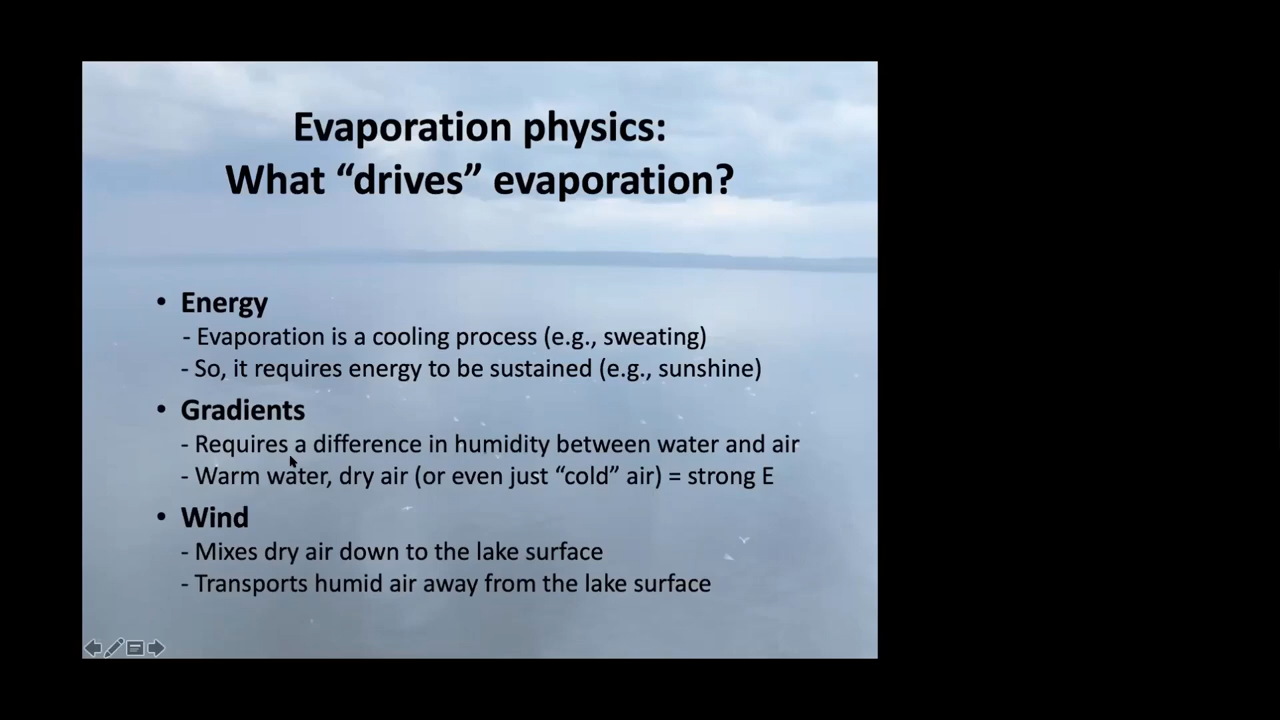 Evaporation physics:
What “drives” evaporation?
• Energy
- Evaporation is a cooling process (e.g., sweating)
- So, it requires energy to be sustained (e.g., sunshine)
• Gradients
- Requires a difference in humidity between water and air
- Warm water, dry air (or even just “cold” air) = strong E
• Wind
- Mixes dry air down to the lake surface
- Transports humid air away from the lake surface